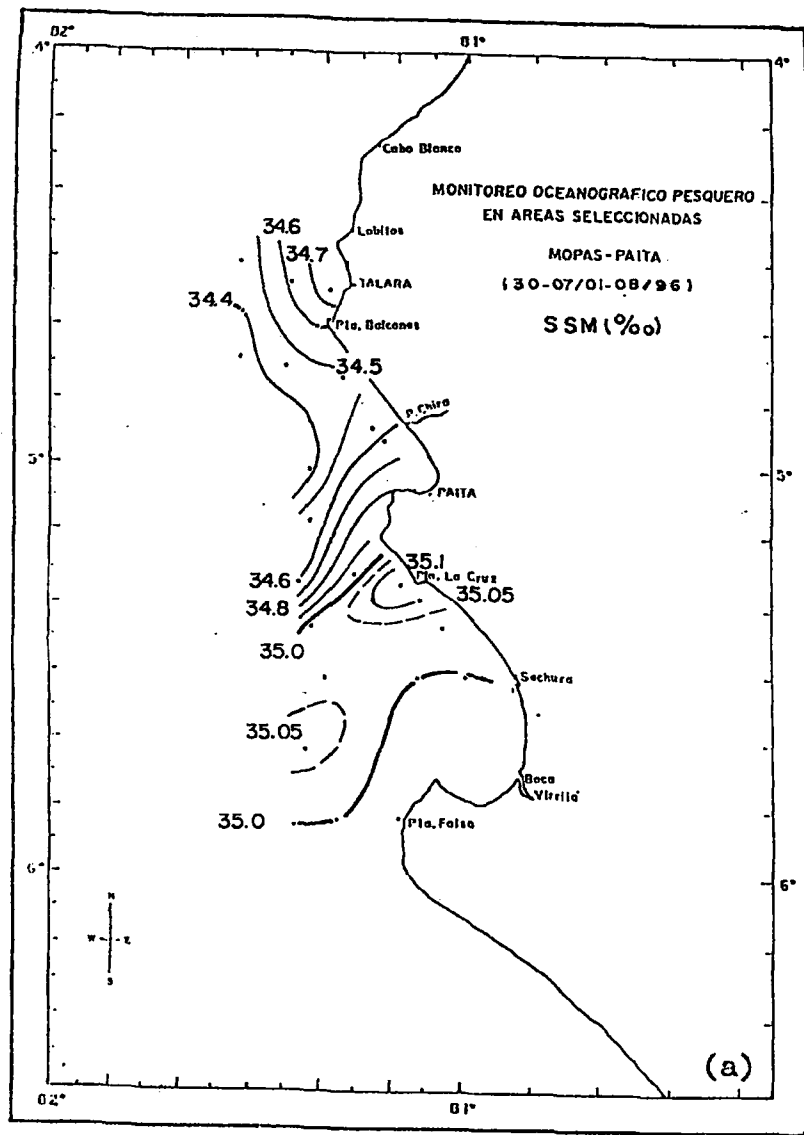 82° 81°
4° 4°
Cabo Blanco
MONITOREO OCEANOGRAFICO PESQUERO
EN AREAS SELECCIONADAS
MOPAS-PAITA
(30-07/01-08/96)
SSM (‰)
34.6
Lobitos
34.7
TALARA
34.4
Pta. Balcones
34.5
P. Chira
5° 5°
PAITA
35.1
Pta. La Cruz
34.6
35.05
34.8
35.0
Sechura
35.05
Boca
Virrila
35.0
Pta. Falsa
6° 6°
N
W E
S
(a)
82° 81°